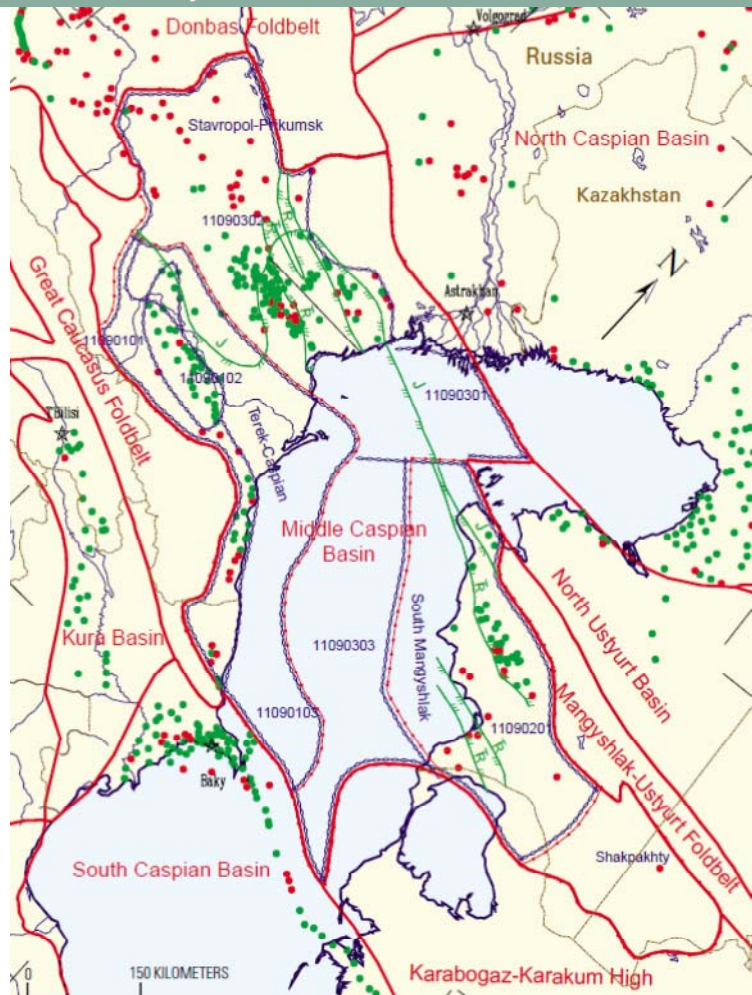 Donbas Foldbelt
Volgograd
Russia
Stavropol-Prikumsk
North Caspian Basin
Kazakhstan
11090302
R
R
R
N
Great Caucasus Foldbelt
Astrakhan
11090101
J
11090102
J
11090301
Tbilisi
Terek-Caspian
Middle Caspian
Basin
J
R
North Ustyurt Basin
Kura Basin
11090303
South Mangyshlak
11090103
11090201
R
R
Mangyshlak-Ustyurt Foldbelt
Baky
Shakpakhty
South Caspian Basin
0
150 KILOMETERS
Karabogaz-Karakum High